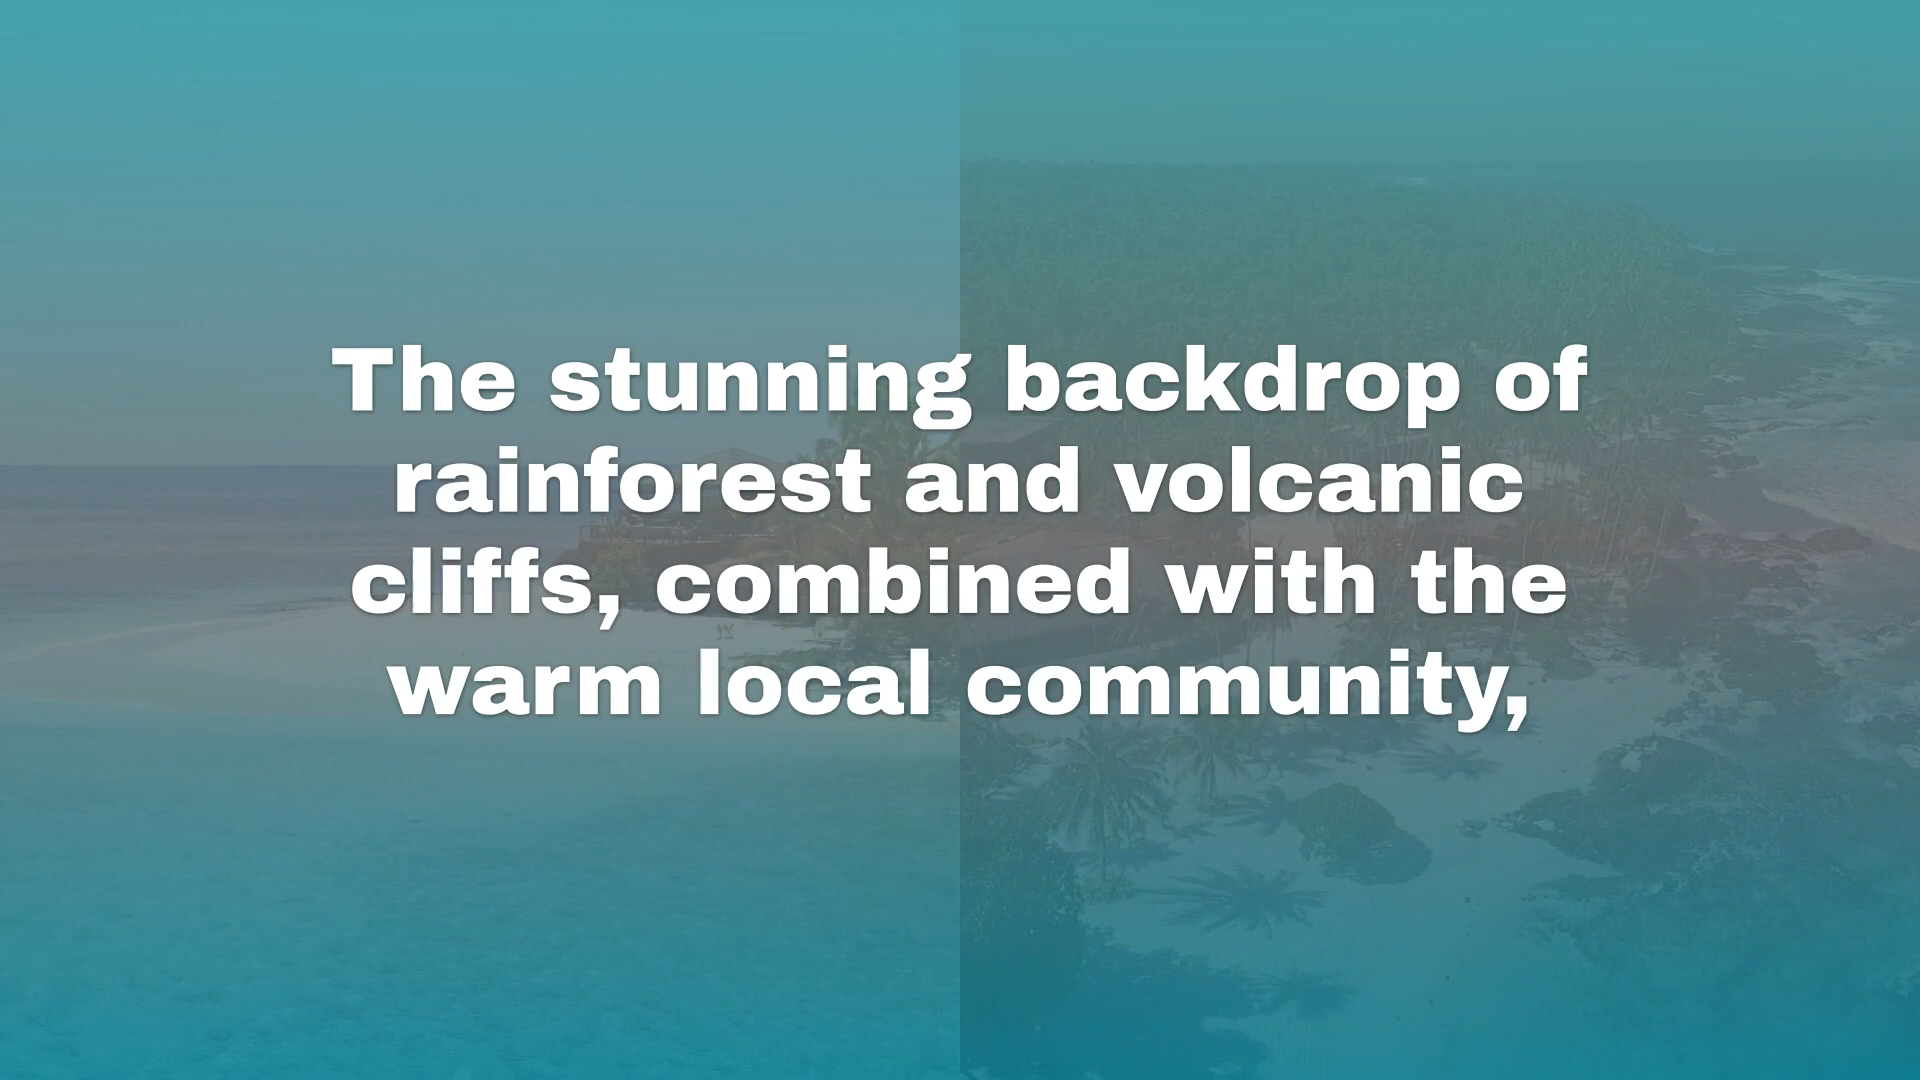 The stunning backdrop of
rainforest and volcanic
cliffs, combined with the
warm local community,